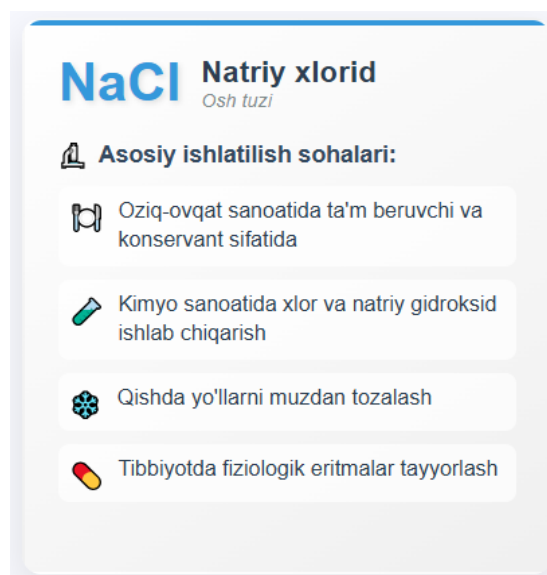 NaCl
Natriy xlorid
Osh tuzi
Asosiy ishlatilish sohalari:
Oziq-ovqat sanoatida ta'm beruvchi va
konservant sifatida
Kimyo sanoatida xlor va natriy gidroksid
ishlab chiqarish
Qishda yo'llarni muzdan tozalash
Tibbiyotda fiziologik eritmalar tayyorlash